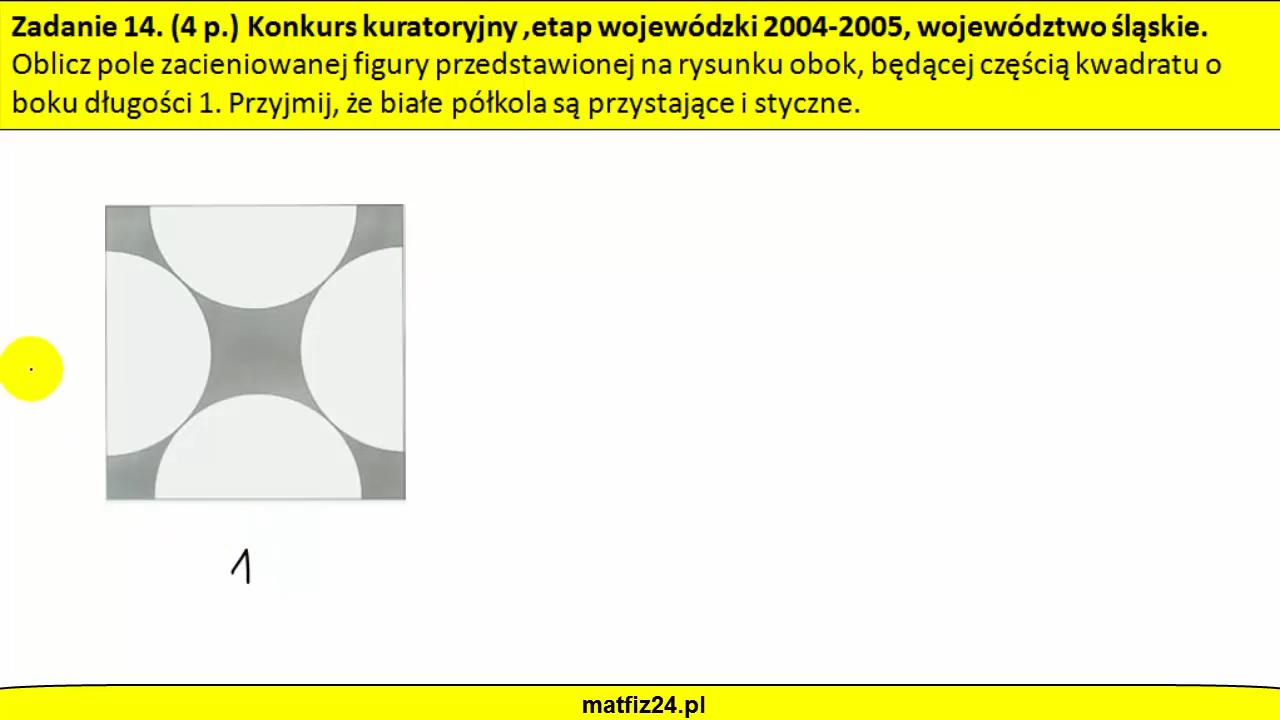 Zadanie 14. (4 p.) Konkurs kuratoryjny ,etap wojewódzki 2004-2005, województwo śląskie.
Oblicz pole zacieniowanej figury przedstawionej na rysunku obok, będącej częścią kwadratu o
boku długości 1. Przyjmij, że białe półkola są przystające i styczne.
1
matfiz24.pl